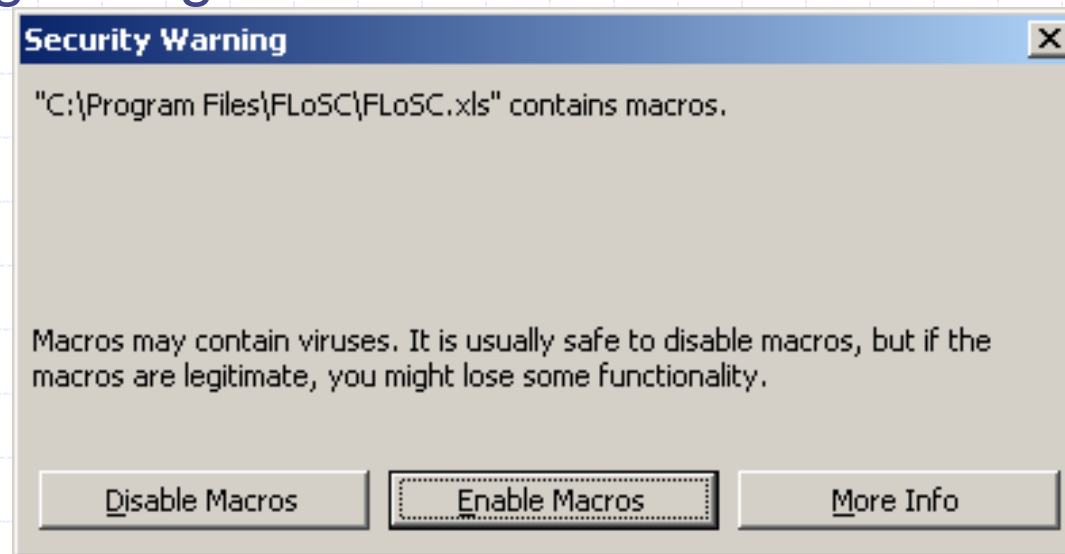 Security Warning
"C:\Program Files\FLoSC\FLoSC.xls" contains macros.
Macros may contain viruses. It is usually safe to disable macros, but if the
macros are legitimate, you might lose some functionality.
Disable Macros Enable Macros More Info